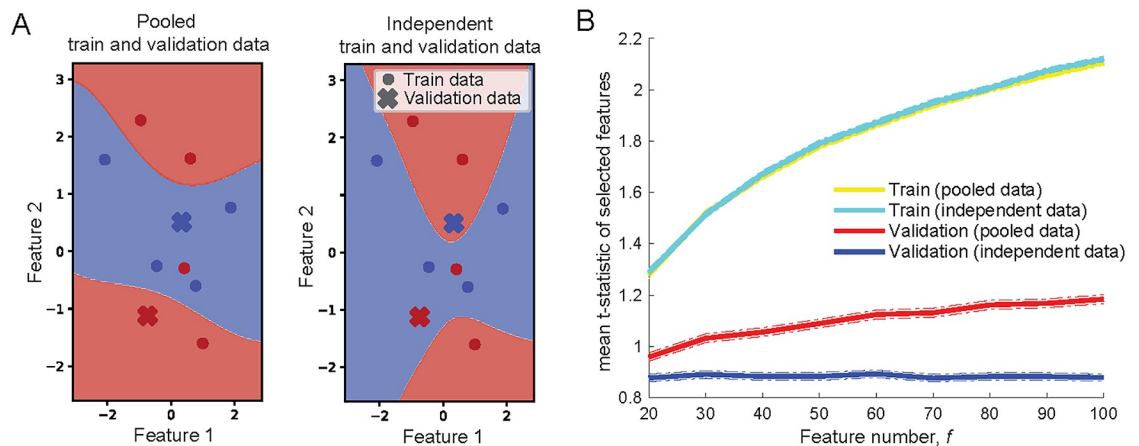 A
Pooled
train and validation data
Feature 2
3
2
1
0
−1
−2
−2
0
2
Feature 1
Independent
train and validation data
Train data
Validation data
Feature 2
3
2
1
0
−1
−2
−2
0
2
Feature 1
B
mean t-statistic of selected features
2.2
2
1.8
1.6
1.4
1.2
1
0.8
Train (pooled data)
Train (independent data)
Validation (pooled data)
Validation (independent data)
20
30
40
50
60
70
80
90
100
Feature number, f